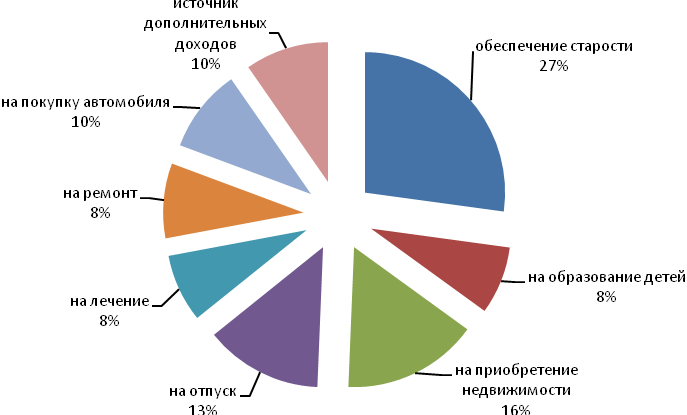 источник
дополнительных
доходов
10%
обеспечение старости
27%
на покупку автомобиля
10%
на ремонт
8%
на образование детей
8%
на лечение
8%
на приобретение
недвижимости
16%
на отпуск
13%